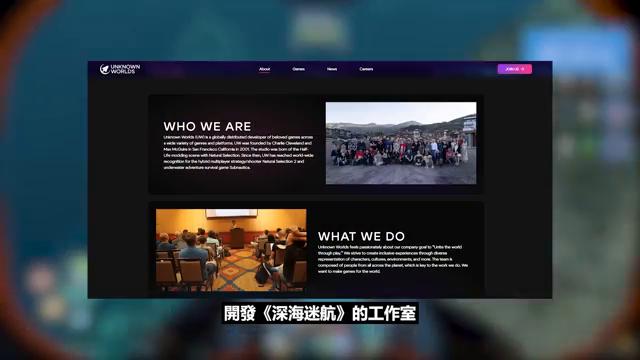 UNKNOWN
WORLDS
About
Games
News
Careers
JOIN US →
WHO WE ARE
Unknown Worlds (UW) is a globally distributed developer of beloved games across
a wide variety of genres and platforms. UW was founded by Charlie Cleveland and
Max McGuire in San Francisco California in 2001. The studio was born of the Half-
Life modding scene with Natural Selection. Since then, UW has reached world-wide
recognition for the hybrid multiplayer strategy/shooter Natural Selection 2 and
underwater adventure survival game Subnautica.
WHAT WE DO
Unknown Worlds feels passionately about our company goal to "Unite the world
through play." We strive to create inclusive experiences through diverse
representation of characters, cultures, environments, and more. The team is
composed of people from all across the planet, which is key to the work we do. We
want to make games for the world.
開發《深海迷航》的工作室